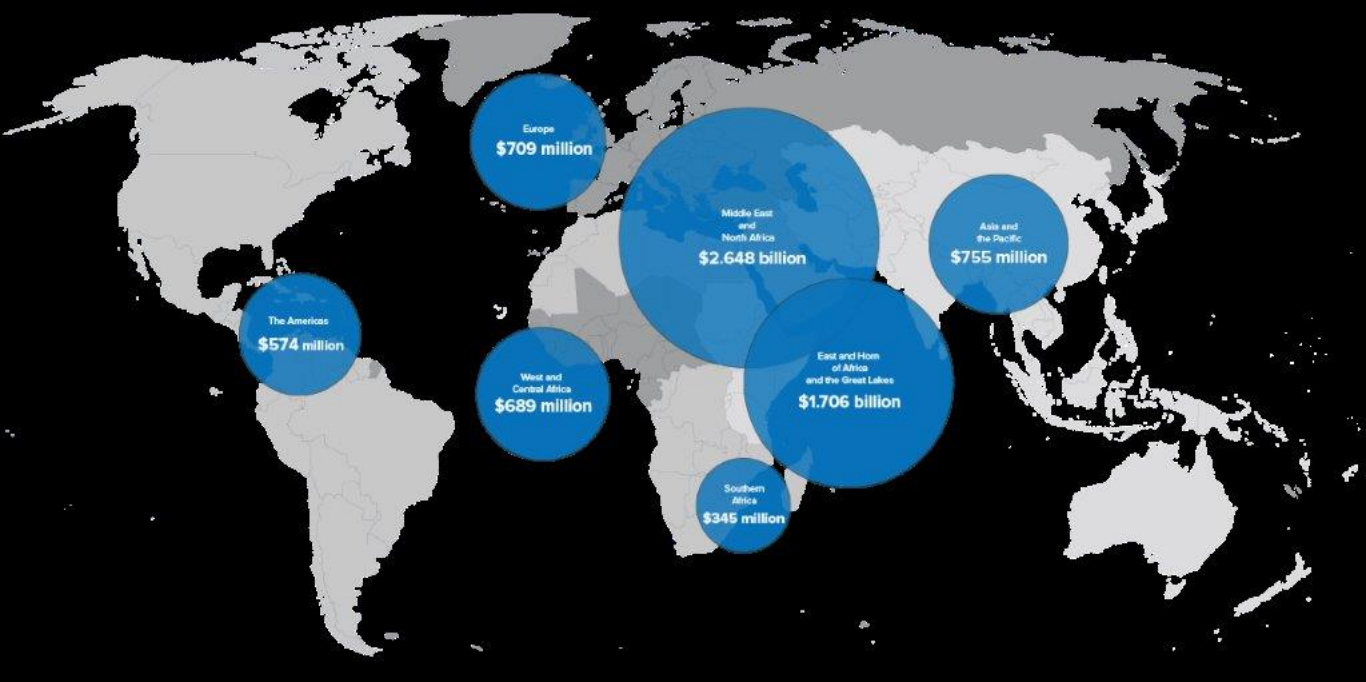 Europe
$709 million
Middle East
and
North Africa
$2.648 billion
Asia and
the Pacific
$755 million
The Americas
$574 million
West and
Central Africa
$689 million
East and Horn
of Africa
and the Great Lakes
$1.706 billion
Southern
Africa
$345 million